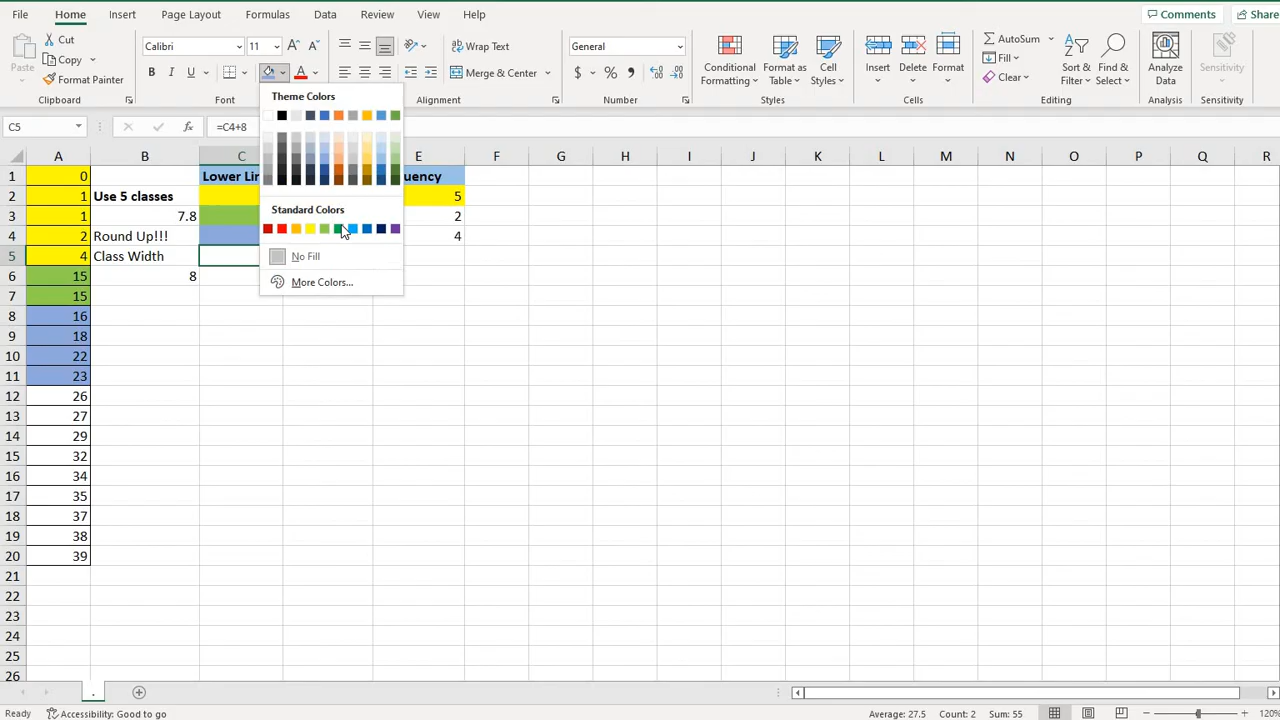 File Home Insert Page Layout Formulas Data Review View Help Comments Share
Paste Cut Copy Format Painter
Calibri 11 A A
B I U A
Font
Wrap Text
Merge & Center
Alignment
General
$ % 9
Number
Conditional Formatting Format as Table Cell Styles
Styles
Insert Delete Format
Cells
AutoSum
Fill
Clear
Sort & Filter Find & Select
Editing
Analyze Data
Analysis
Sensitivity
Sensitivity
C5 fx =C4+8
Theme Colors
Standard Colors
No Fill
More Colors...
A B C E F G H I J K L M N O P Q R
1 0 Lower Lin uency
2 1 Use 5 classes 5
3 1 7.8 2
4 2 Round Up!!! 4
5 4 Class Width
6 15 8
7 15
8 16
9 18
10 22
11 23
12 26
13 27
14 29
15 32
16 34
17 35
18 37
19 38
20 39
21
22
23
24
25
26
.
Ready Accessibility: Good to go Average: 27.5 Count: 2 Sum: 55 120%